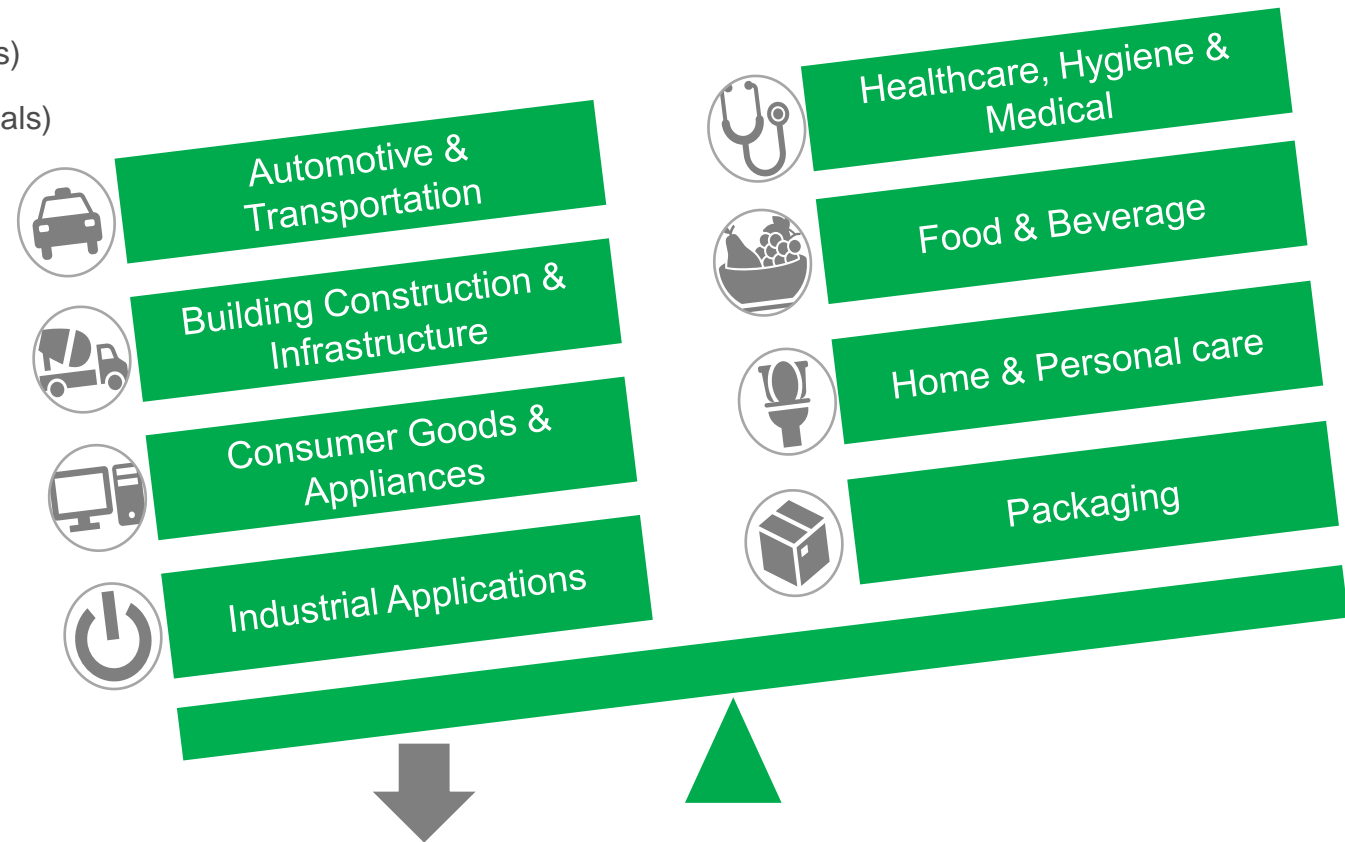 Automotive &
Transportation
Building Construction &
Infrastructure
Consumer Goods &
Appliances
Industrial Applications
Healthcare, Hygiene &
Medical
Food & Beverage
Home & Personal care
Packaging